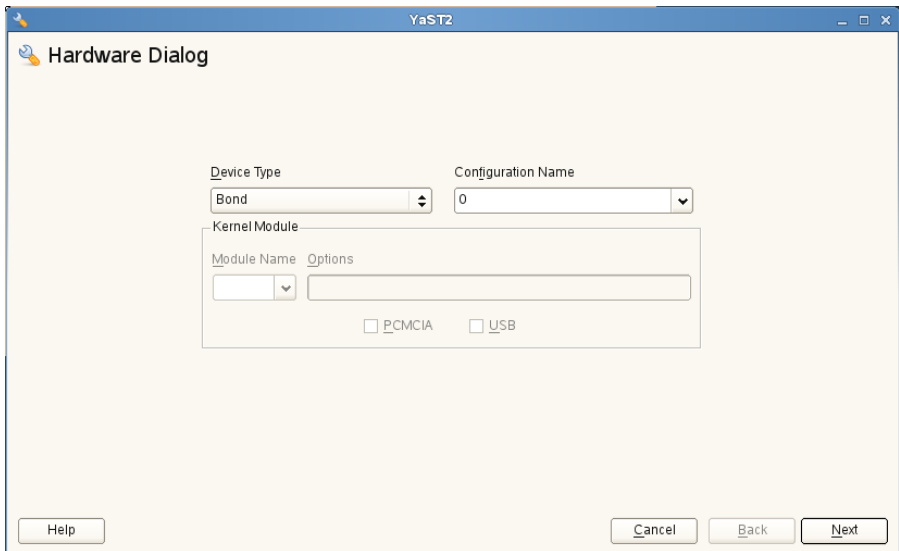 YaST2
Hardware Dialog
Device Type
Configuration Name
Bond
0
Kernel Module
Module Name Options
PCMCIA
USB
Help
Cancel
Back
Next